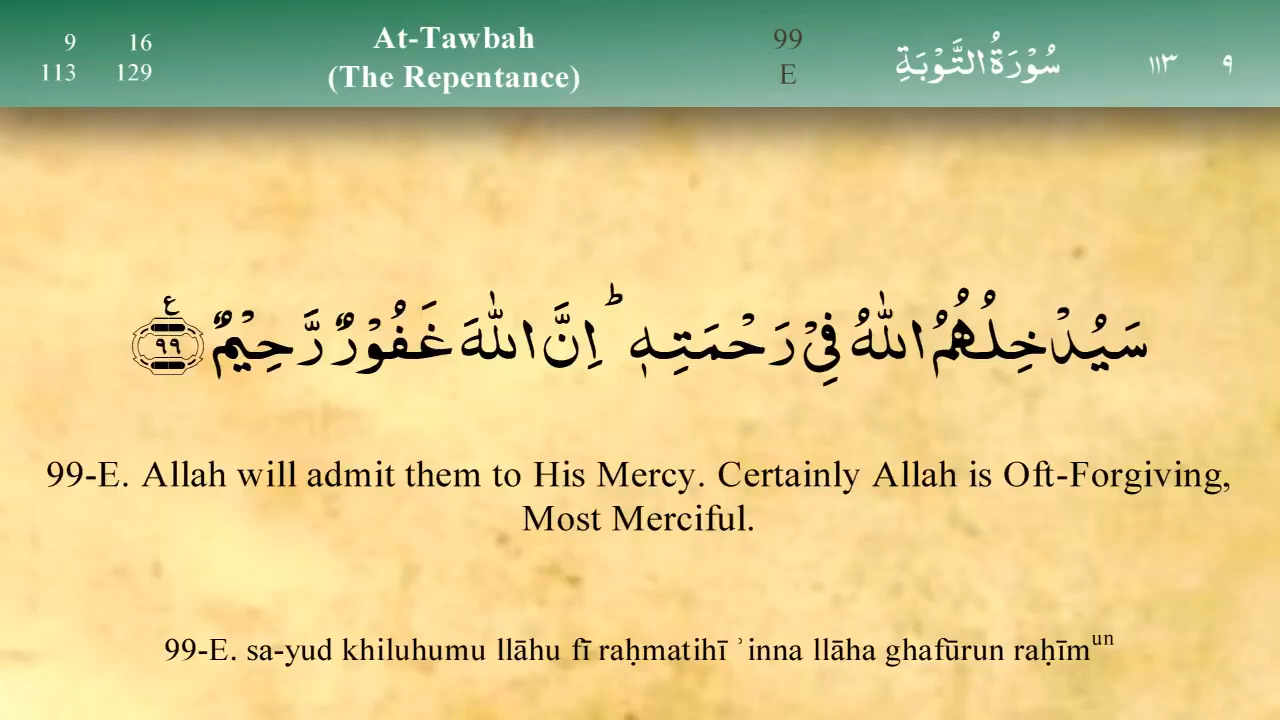 9 16
113 129
At-Tawbah
(The Repentance)
99
E
سُوْرَةُ التَّوْبَةِ
١١٣ ٩
سَيُدْخِلُهُمُ اللّٰهُ فِيْ رَحْمَتِهٖ ؕ اِنَّ اللّٰهَ غَفُوْرٌ رَّحِيْمٌ ٩٩ ع
99-E. Allah will admit them to His Mercy. Certainly Allah is Oft-Forgiving,
Most Merciful.
99-E. sa-yud khiluhumu llāhu fī raḥmatihī ʾinna llāha ghafūrun raḥīmun